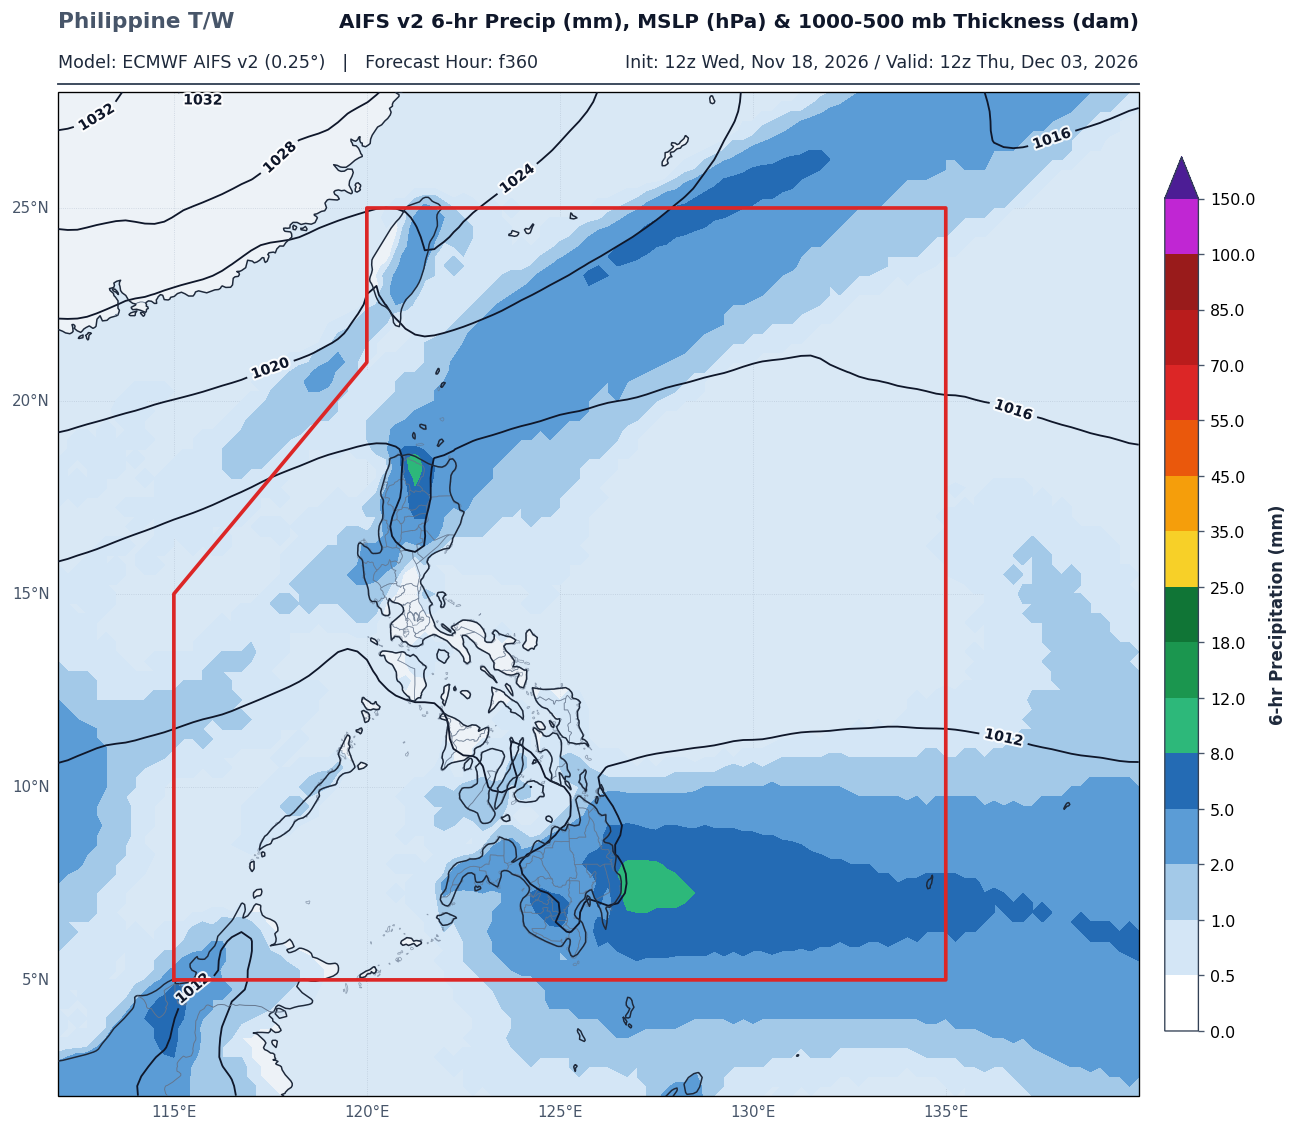 Philippine T/W
AIFS v2 6-hr Precip (mm), MSLP (hPa) & 1000-500 mb Thickness (dam)
Model: ECMWF AIFS v2 (0.25°) | Forecast Hour: f360
Init: 12z Wed, Nov 18, 2026 / Valid: 12z Thu, Dec 03, 2026
1032
1032
1028
1024
1016
1020
1016
1012
1012
25°N
20°N
15°N
10°N
5°N
115°E
120°E
125°E
130°E
135°E
150.0
100.0
85.0
70.0
55.0
45.0
35.0
25.0
18.0
12.0
8.0
5.0
2.0
1.0
0.5
0.0
6-hr Precipitation (mm)